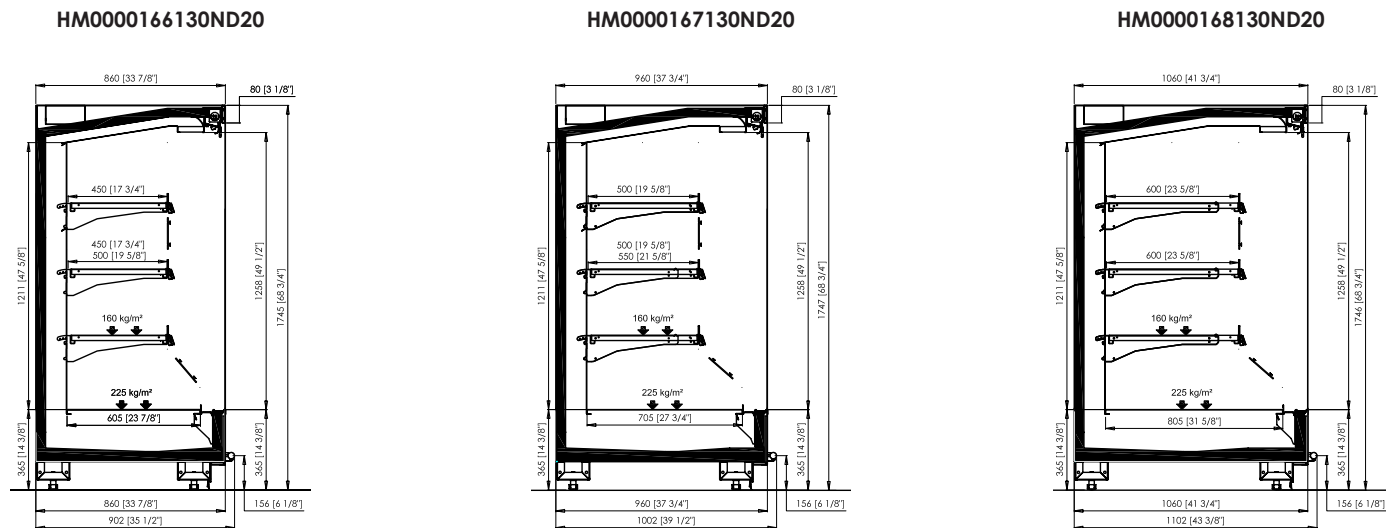 HM0000166130ND20
860 [33 7/8"]
80 [3 1/8"]
450 [17 3/4"]
450 [17 3/4"]
500 [19 5/8"]
1211 [47 5/8"]
1258 [49 1/2"]
1745 [68 3/4"]
160 kg/m²
225 kg/m²
605 [23 7/8"]
365 [14 3/8"]
365 [14 3/8"]
156 [6 1/8"]
860 [33 7/8"]
902 [35 1/2"]
HM0000167130ND20
960 [37 3/4"]
80 [3 1/8"]
500 [19 5/8"]
500 [19 5/8"]
550 [21 5/8"]
1211 [47 5/8"]
1258 [49 1/2"]
1747 [68 3/4"]
160 kg/m²
225 kg/m²
705 [27 3/4"]
365 [14 3/8"]
365 [14 3/8"]
156 [6 1/8"]
960 [37 3/4"]
1002 [39 1/2"]
HM0000168130ND20
1060 [41 3/4"]
80 [3 1/8"]
600 [23 5/8"]
600 [23 5/8"]
1211 [47 5/8"]
1258 [49 1/2"]
1746 [68 3/4"]
160 kg/m²
225 kg/m²
805 [31 5/8"]
365 [14 3/8"]
365 [14 3/8"]
156 [6 1/8"]
1060 [41 3/4"]
1102 [43 3/8"]